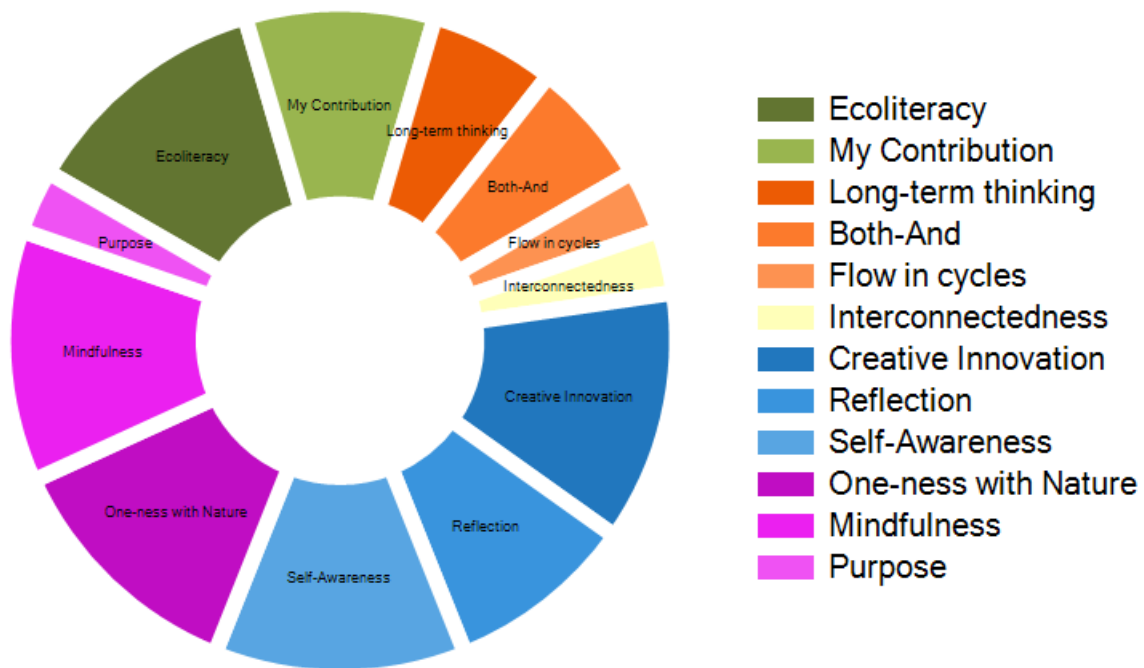 My Contribution
Long-term thinking
Ecoliteracy
Both-And
Purpose
Flow in cycles
Interconnectedness
Mindfulness
Creative Innovation
One-ness with Nature
Reflection
Self-Awareness
Ecoliteracy
My Contribution
Long-term thinking
Both-And
Flow in cycles
Interconnectedness
Creative Innovation
Reflection
Self-Awareness
One-ness with Nature
Mindfulness
Purpose